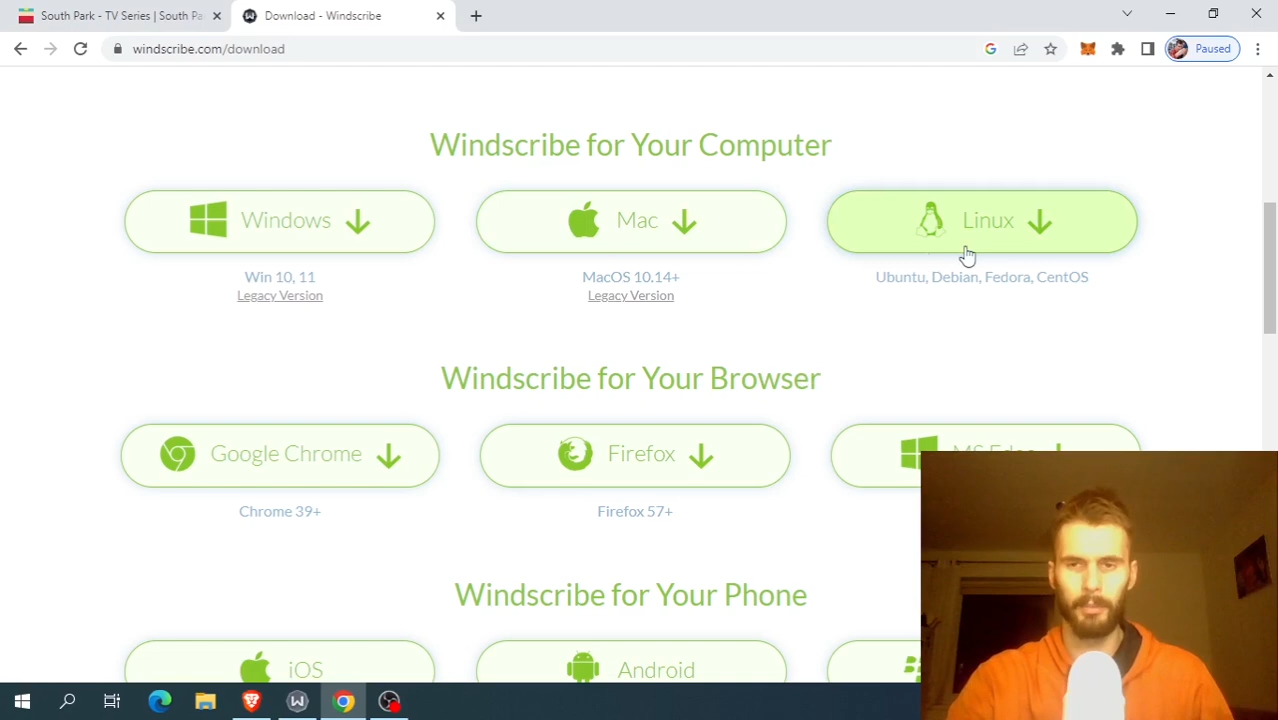 South Park - TV Series | South Pa
Download - Windscribe
windscribe.com/download
Paused
Windscribe for Your Computer
Windows
Mac
Linux
Win 10, 11
MacOS 10.14+
Ubuntu, Debian, Fedora, CentOS
Legacy Version
Legacy Version
Windscribe for Your Browser
Google Chrome
Firefox
MS Edge
Chrome 39+
Firefox 57+
Windscribe for Your Phone
iOS
Android